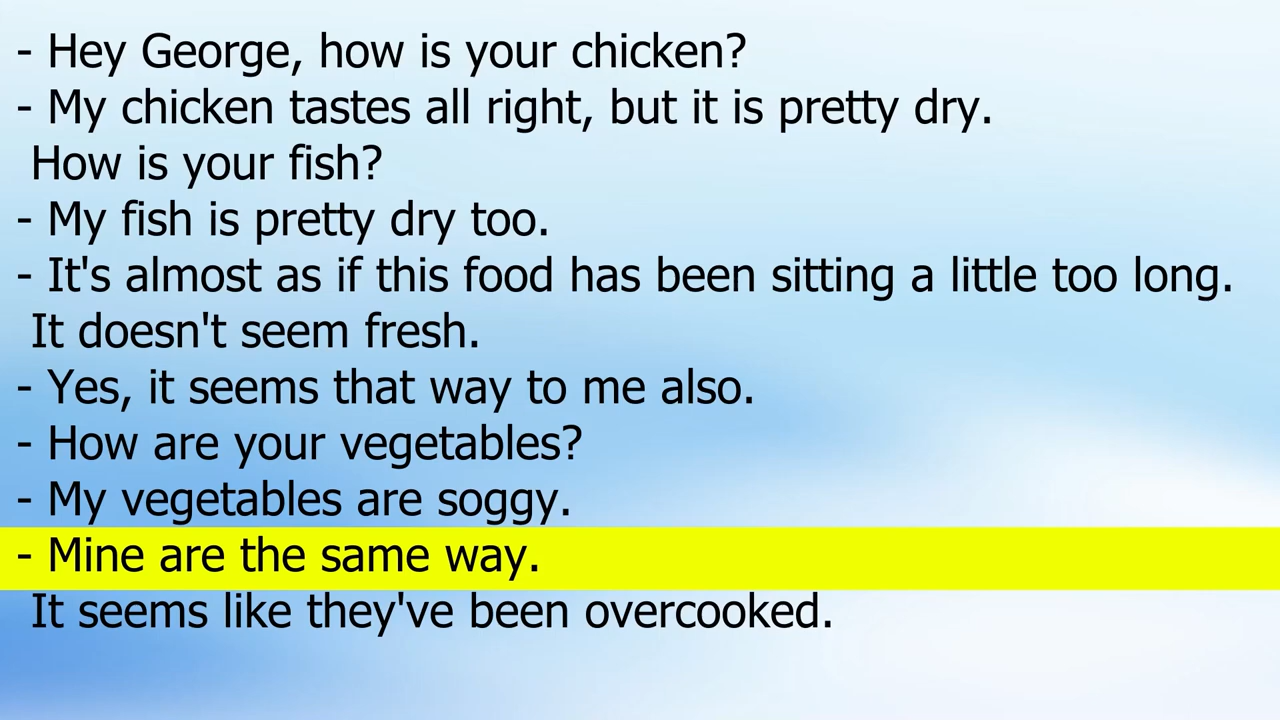 - Hey George, how is your chicken?
- My chicken tastes all right, but it is pretty dry.
How is your fish?
- My fish is pretty dry too.
- It's almost as if this food has been sitting a little too long.
It doesn't seem fresh.
- Yes, it seems that way to me also.
- How are your vegetables?
- My vegetables are soggy.
- Mine are the same way.
It seems like they've been overcooked.